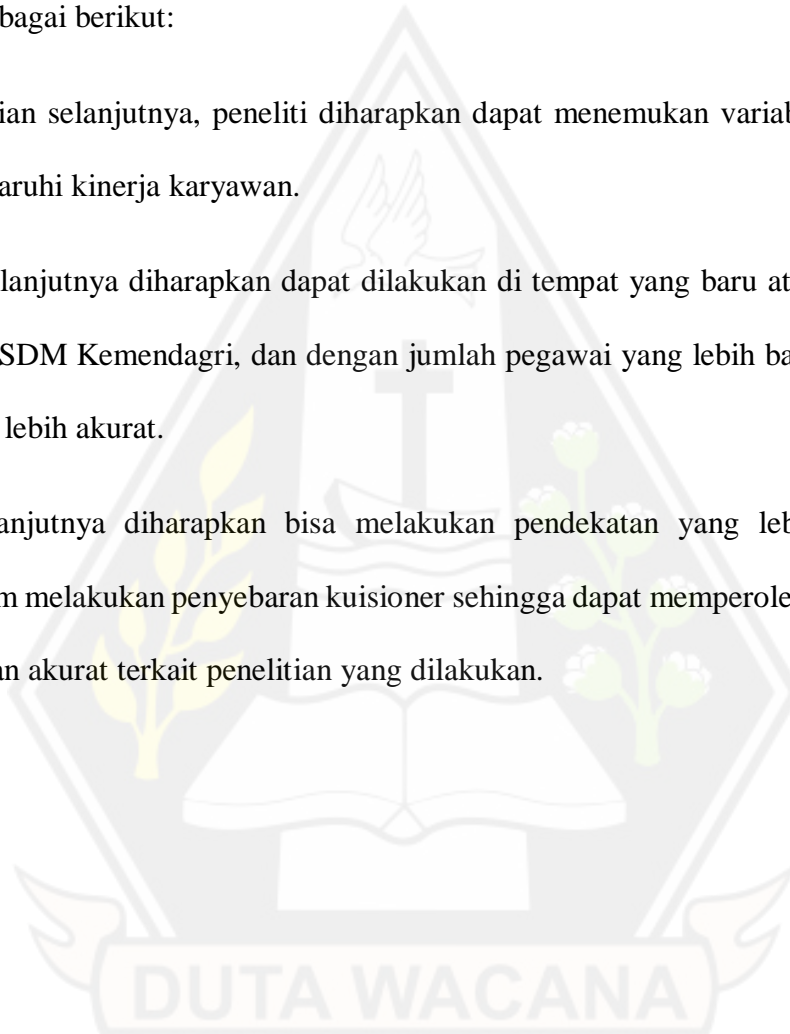 bagai berikut:
ian selanjutnya, peneliti diharapkan dapat menemukan variab
aruhi kinerja karyawan.
lanjutnya diharapkan dapat dilakukan di tempat yang baru at
SDM Kemendagri, dan dengan jumlah pegawai yang lebih ba
lebih akurat.
anjutnya diharapkan bisa melakukan pendekatan yang leb
m melakukan penyebaran kuisioner sehingga dapat memperole
an akurat terkait penelitian yang dilakukan.
DUTA WACANA